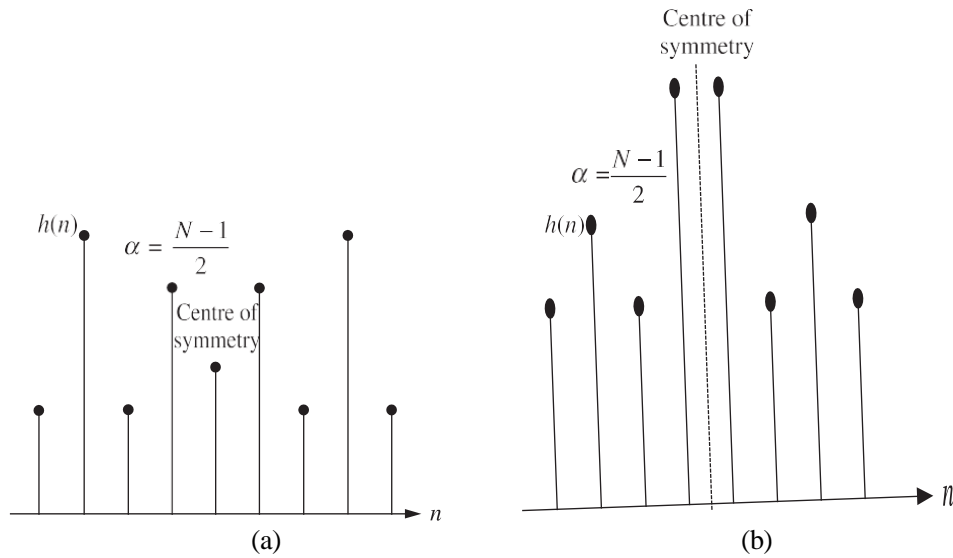 h(n)
α = N – 1
2
Centre of
symmetry
n
(a)
Centre of
symmetry
α = N – 1
2
h(n)
n
(b)